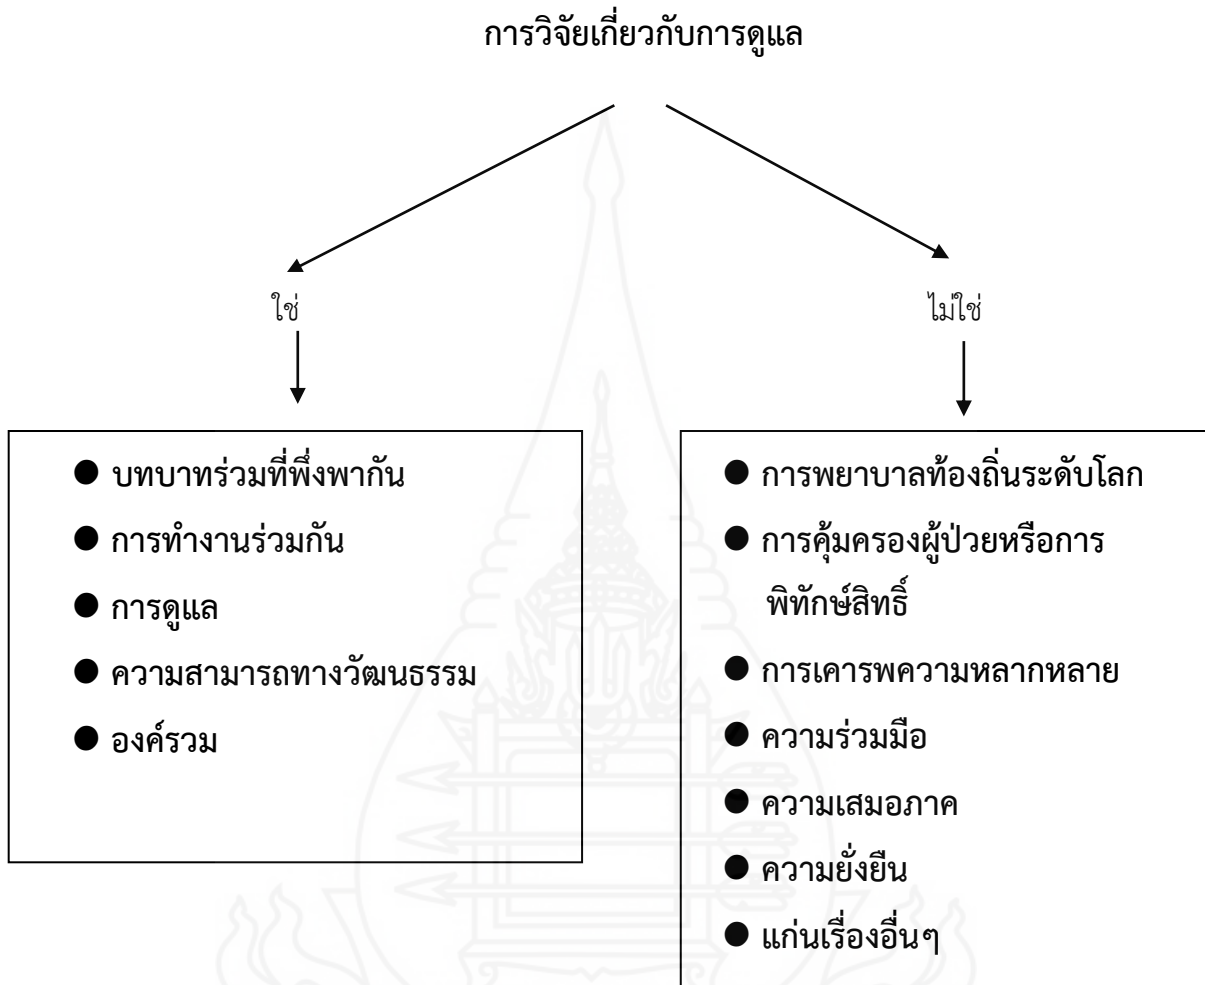 การวิจัยเกี่ยวกับการดูแล
ใช่
ไม่ใช่
● บทบาทร่วมที่พึ่งพากัน
● การทำงานร่วมกัน
● การดูแล
● ความสามารถทางวัฒนธรรม
● องค์รวม
● การพยาบาลท้องถิ่นระดับโลก
● การคุ้มครองผู้ป่วยหรือการ
พิทักษ์สิทธิ์
● การเคารพความหลากหลาย
● ความร่วมมือ
● ความเสมอภาค
● ความยั่งยืน
● แก่นเรื่องอื่นๆ